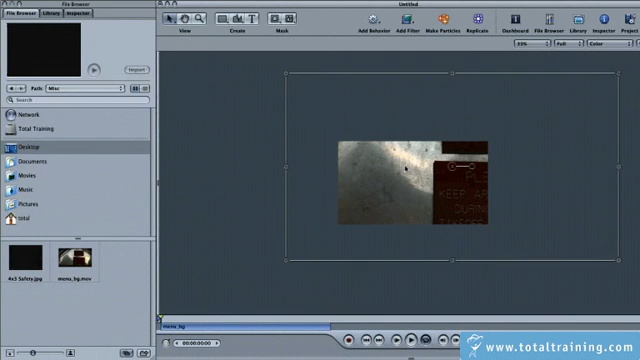 File Browser
Untitled
File Browser Library Inspector
View
Create
Mask
Add Behavior
Add Filter
Make Particles
Replicate
Dashboard
File Browser
Library
Inspector
Project
33%
Full
Color
Import
Path: Misc
Search
Network
Total Training
Desktop
Documents
Movies
Music
Pictures
total
4x3 Safety.jpg
menu_bg.mov
KEEP AR
DURING
menu_bg
00:00:00:00
www.totaltraining.com